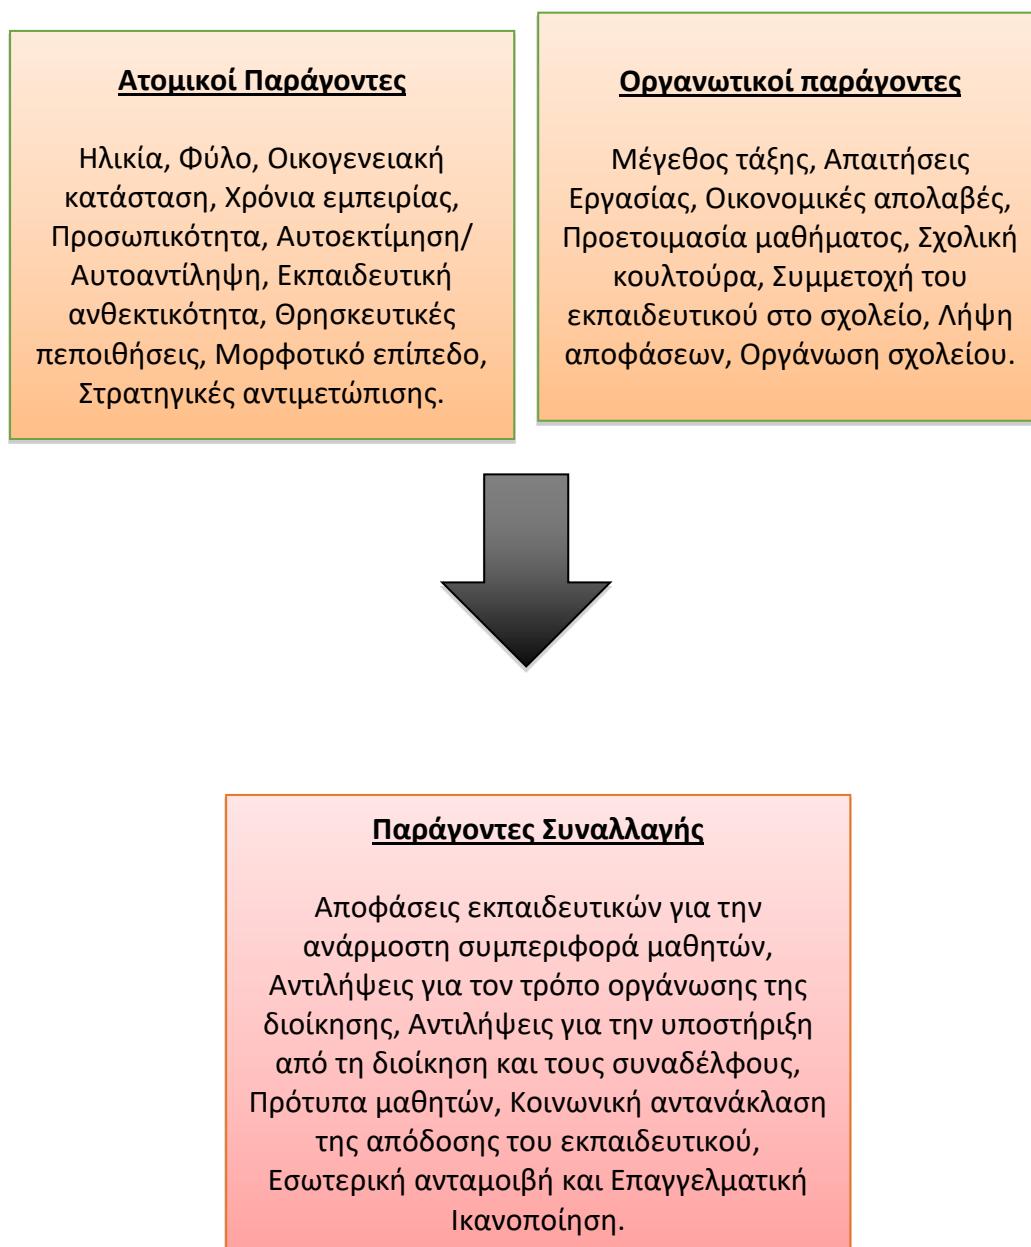 Ατομικοί Παράγοντες
Ηλικία, Φύλο, Οικογενειακή
κατάσταση, Χρόνια εμπειρίας,
Προσωπικότητα, Αυτοεκτίμηση/
Αυτοαντίληψη, Εκπαιδευτική
ανθεκτικότητα, Θρησκευτικές
πεποιθήσεις, Μορφοτικό επίπεδο,
Στρατηγικές αντιμετώπισης.
Οργανωτικοί παράγοντες
Μέγεθος τάξης, Απαιτήσεις
Εργασίας, Οικονομικές απολαβές,
Προετοιμασία μαθήματος, Σχολική
κουλτούρα, Συμμετοχή του
εκπαιδευτικού στο σχολείο, Λήψη
αποφάσεων, Οργάνωση σχολείου.
Παράγοντες Συναλλαγής
Αποφάσεις εκπαιδευτικών για την
ανάρμοστη συμπεριφορά μαθητών,
Αντιλήψεις για τον τρόπο οργάνωσης της
διοίκησης, Αντιλήψεις για την υποστήριξη
από τη διοίκηση και τους συναδέλφους,
Πρότυπα μαθητών, Κοινωνική αντανάκλαση
της απόδοσης του εκπαιδευτικού,
Εσωτερική ανταμοιβή και Επαγγελματική
Ικανοποίηση.